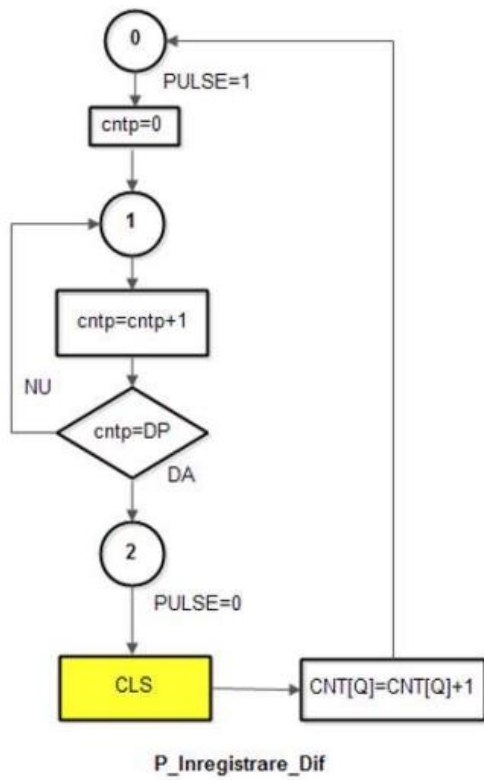 0
PULSE=1
cntp=0
1
cntp=cntp+1
NU
cntp=DP
DA
2
PULSE=0
CLS
CNT[Q]=CNT[Q]+1
P_Inregistrare_Dif